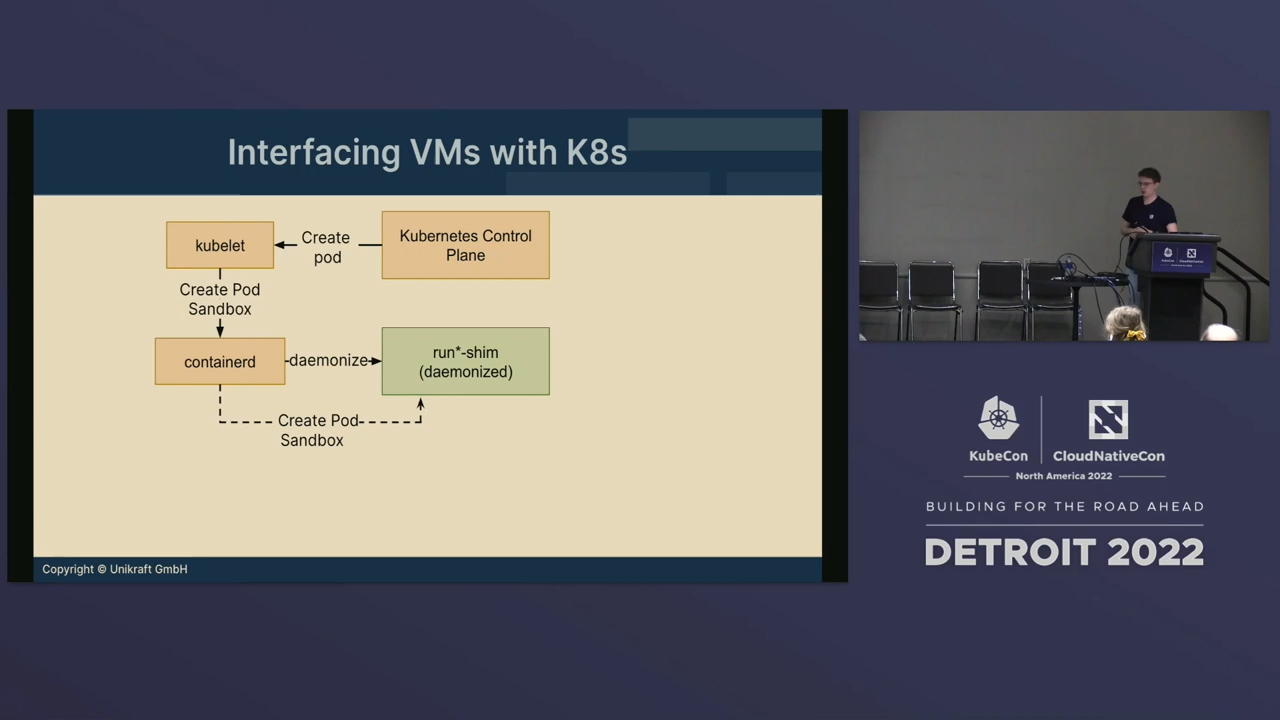 Interfacing VMs with K8s
kubelet
Create
pod
Kubernetes Control
Plane
Create Pod
Sandbox
containerd
daemonize
run*-shim
(daemonized)
Create Pod
Sandbox
Copyright © Unikraft GmbH
KubeCon
CloudNativeCon
North America 2022
BUILDING FOR THE ROAD AHEAD
DETROIT 2022